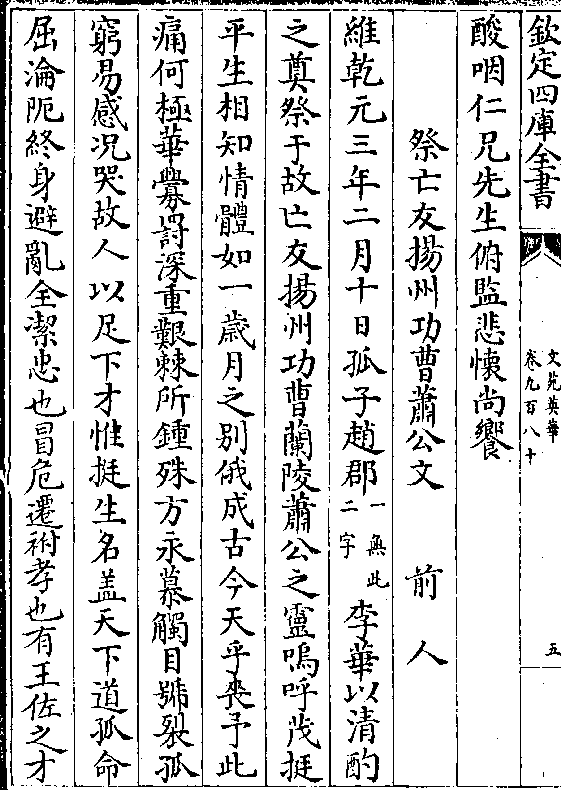 欽定四庫全書
文苑英華
卷九百八十
五
酸咽仁兄先生俯監悲懷尚饗
祭亡友揚州功曹蕭公文 前人
維乾元三年二月十日孤子趙郡一無此二字李華以清酌
之奠祭于故亡友揚州功曹蘭陵蕭公之靈嗚呼茂挺
平生相知情體如一歲月之别俄成古今天乎喪予此
痛何極華釁罰深重艱棘所鍾殊方永慕觸目號裂孤
窮易感况哭故人以足下才惟挺生名盖天下道孤命
屈淪阨終身避亂全潔忠也冒危遷祔孝也有王佐之才